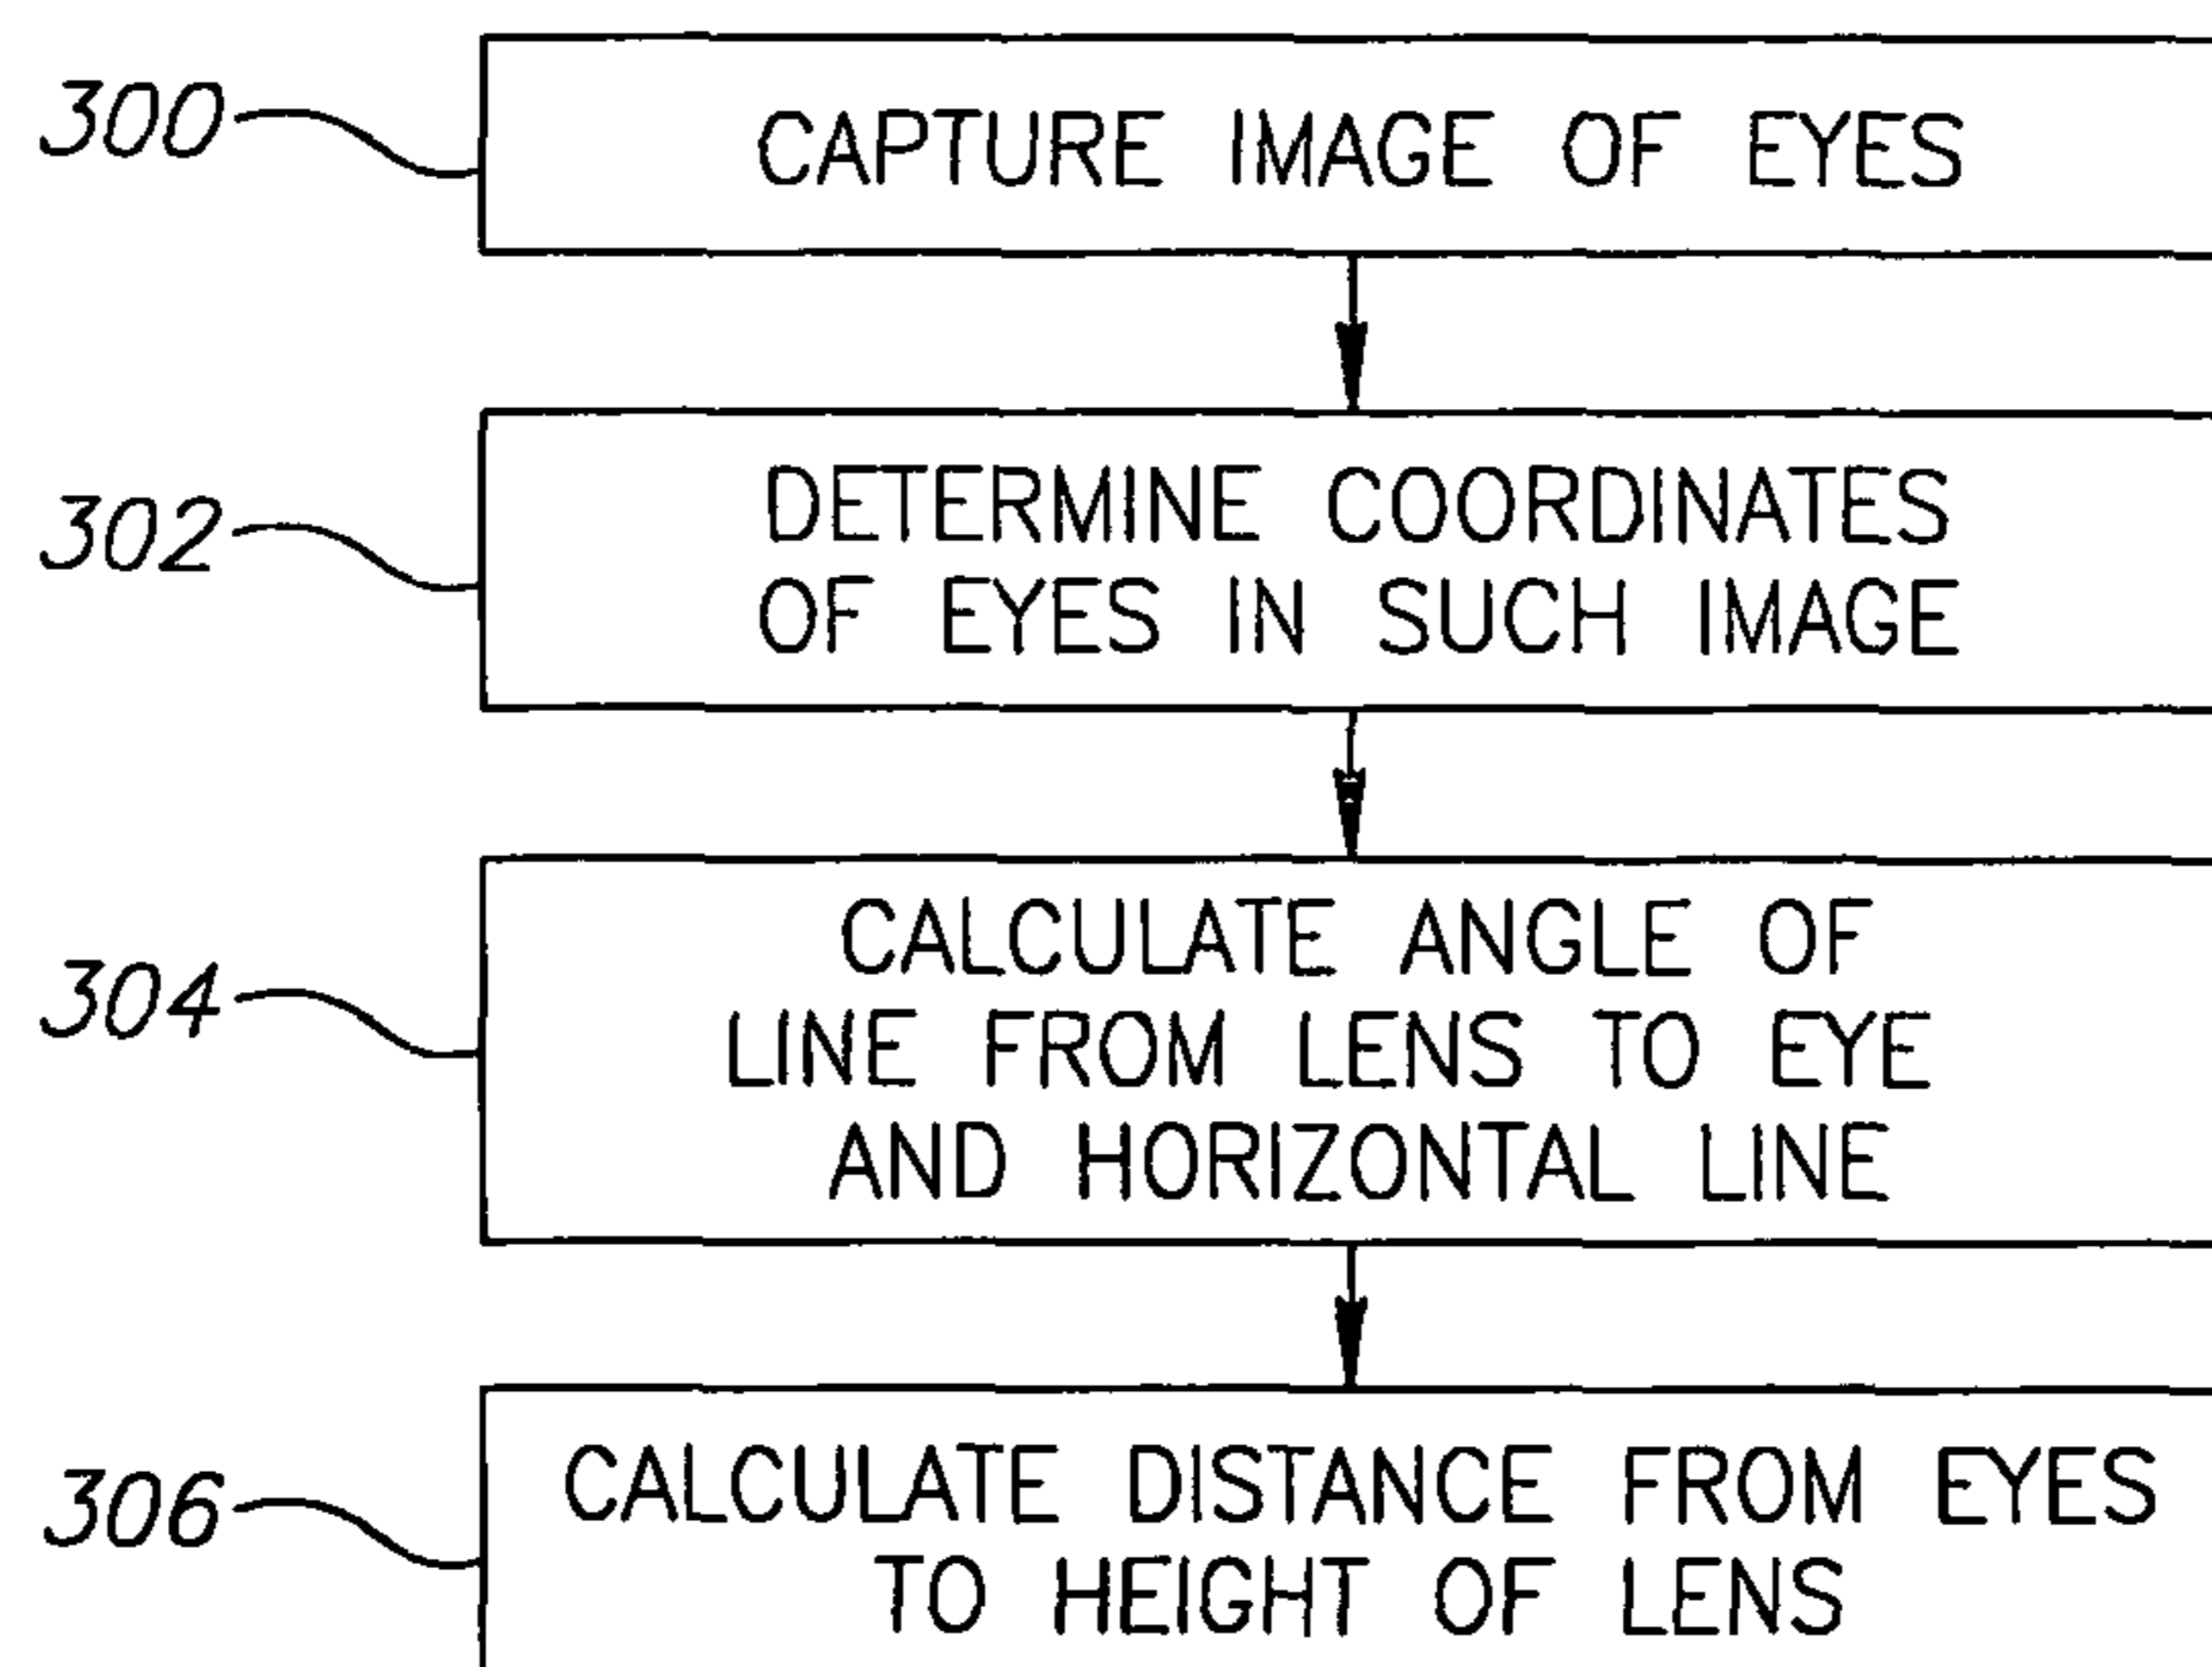 300
CAPTURE IMAGE OF EYES
302
DETERMINE COORDINATES
OF EYES IN SUCH IMAGE
304
CALCULATE ANGLE OF
LINE FROM LENS TO EYE
AND HORIZONTAL LINE
306
CALCULATE DISTANCE FROM EYES
TO HEIGHT OF LENS